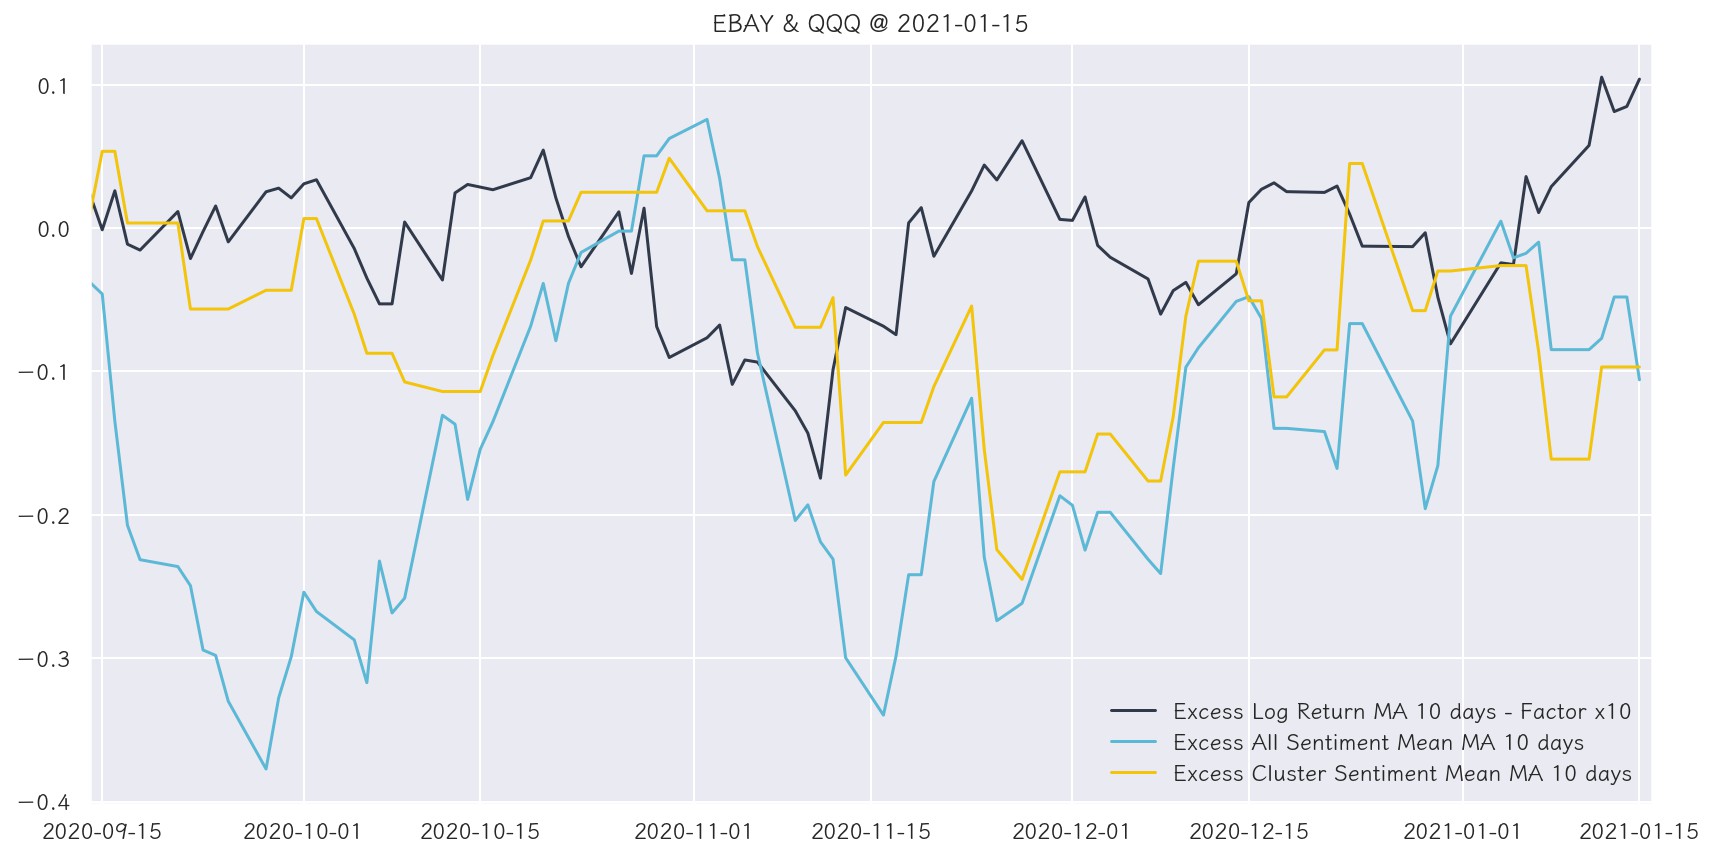 EBAY & QQQ @ 2021-01-15
0.1
0.0
−0.1
−0.2
−0.3
−0.4
Excess Log Return MA 10 days - Factor x10
Excess All Sentiment Mean MA 10 days
Excess Cluster Sentiment Mean MA 10 days
2020-09-15 2020-10-01 2020-10-15 2020-11-01 2020-11-15 2020-12-01 2020-12-15 2021-01-01 2021-01-15